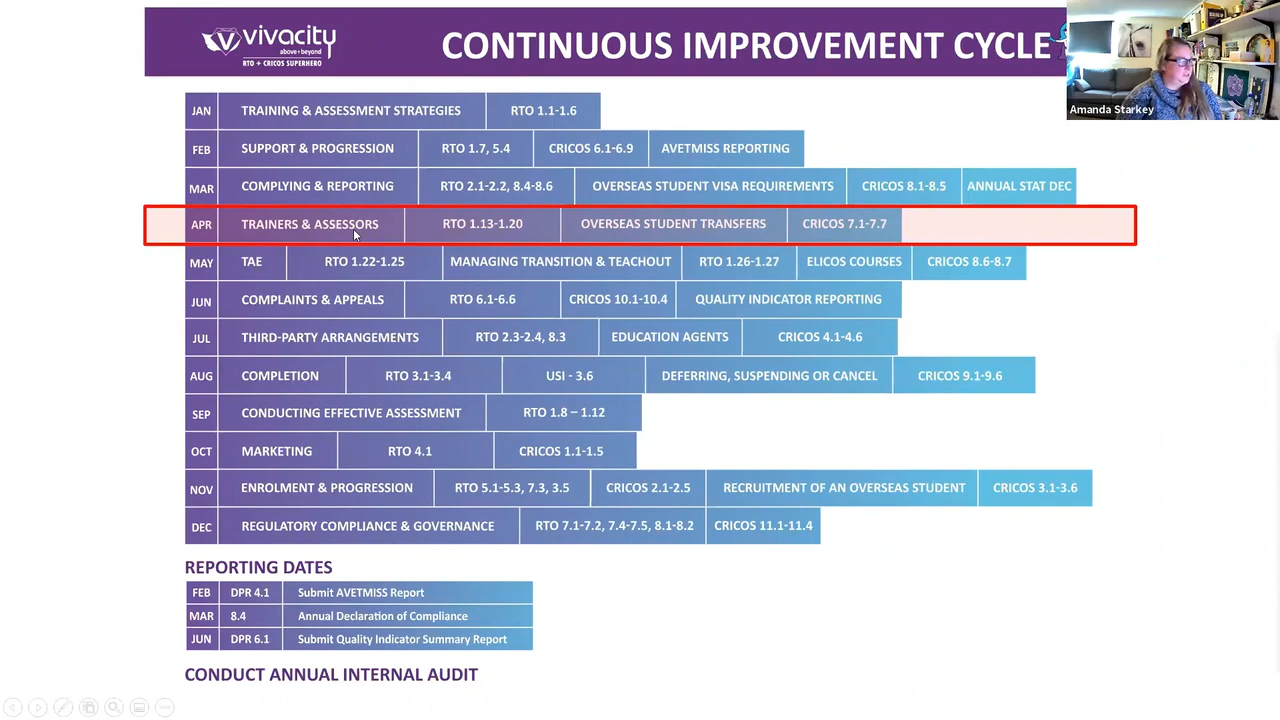 vivacity
above + beyond
RTO + CRICOS SUPERHERO
CONTINUOUS IMPROVEMENT CYCLE
Amanda Starkey
JAN TRAINING & ASSESSMENT STRATEGIES RTO 1.1-1.6
FEB SUPPORT & PROGRESSION RTO 1.7, 5.4 CRICOS 6.1-6.9 AVETMISS REPORTING
MAR COMPLYING & REPORTING RTO 2.1-2.2, 8.4-8.6 OVERSEAS STUDENT VISA REQUIREMENTS CRICOS 8.1-8.5 ANNUAL STAT DEC
APR TRAINERS & ASSESSORS RTO 1.13-1.20 OVERSEAS STUDENT TRANSFERS CRICOS 7.1-7.7
MAY TAE RTO 1.22-1.25 MANAGING TRANSITION & TEACHOUT RTO 1.26-1.27 ELICOS COURSES CRICOS 8.6-8.7
JUN COMPLAINTS & APPEALS RTO 6.1-6.6 CRICOS 10.1-10.4 QUALITY INDICATOR REPORTING
JUL THIRD-PARTY ARRANGEMENTS RTO 2.3-2.4, 8.3 EDUCATION AGENTS CRICOS 4.1-4.6
AUG COMPLETION RTO 3.1-3.4 USI - 3.6 DEFERRING, SUSPENDING OR CANCEL CRICOS 9.1-9.6
SEP CONDUCTING EFFECTIVE ASSESSMENT RTO 1.8 – 1.12
OCT MARKETING RTO 4.1 CRICOS 1.1-1.5
NOV ENROLMENT & PROGRESSION RTO 5.1-5.3, 7.3, 3.5 CRICOS 2.1-2.5 RECRUITMENT OF AN OVERSEAS STUDENT CRICOS 3.1-3.6
DEC REGULATORY COMPLIANCE & GOVERNANCE RTO 7.1-7.2, 7.4-7.5, 8.1-8.2 CRICOS 11.1-11.4
REPORTING DATES
FEB DPR 4.1 Submit AVETMISS Report
MAR 8.4 Annual Declaration of Compliance
JUN DPR 6.1 Submit Quality Indicator Summary Report
CONDUCT ANNUAL INTERNAL AUDIT